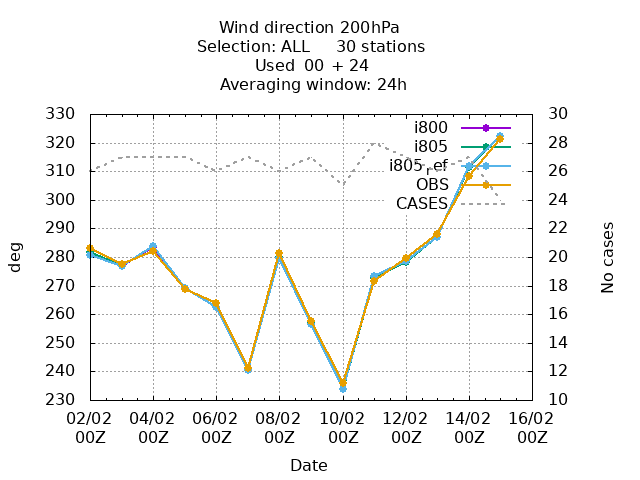 Wind direction 200hPa
Selection: ALL 30 stations
Used 00 + 24
Averaging window: 24h
330 30
320 28
310 26
300 24
290 22
280 20
270 18
260 16
250 14
240 12
230 10
i800
i805
i805ref
OBS
CASES
deg
No cases
02/02 04/02 06/02 08/02 10/02 12/02 14/02 16/02
00Z 00Z 00Z 00Z 00Z 00Z 00Z 00Z
Date